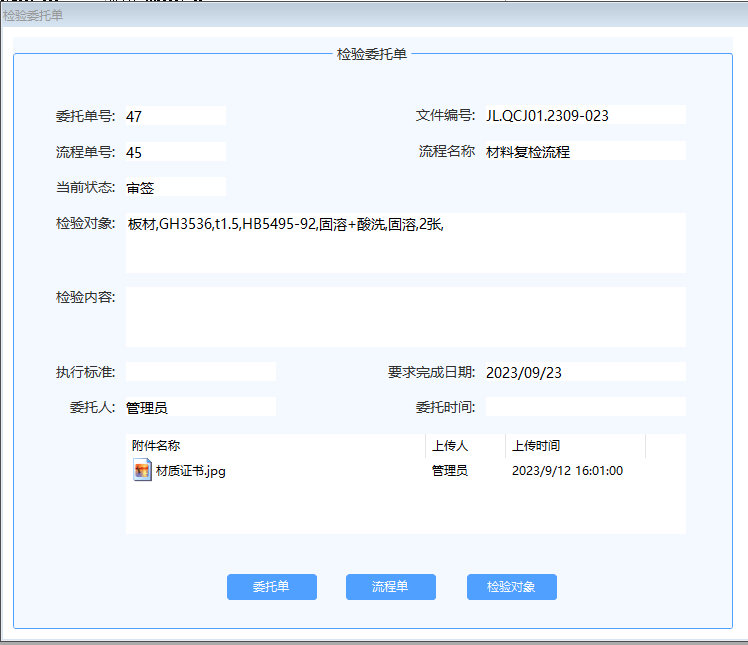 检验委托单
检验委托单
委托单号: 47 文件编号: JL.QCJ01.2309-023
流程单号: 45 流程名称 材料复检流程
当前状态: 审签
检验对象: 板材,GH3536,t1.5,HB5495-92,固溶+酸洗,固溶,2张,
检验内容:
执行标准: 要求完成日期: 2023/09/23
委托人: 管理员 委托时间:
附件名称 上传人 上传时间
材质证书.jpg 管理员 2023/9/12 16:01:00
委托单 流程单 检验对象